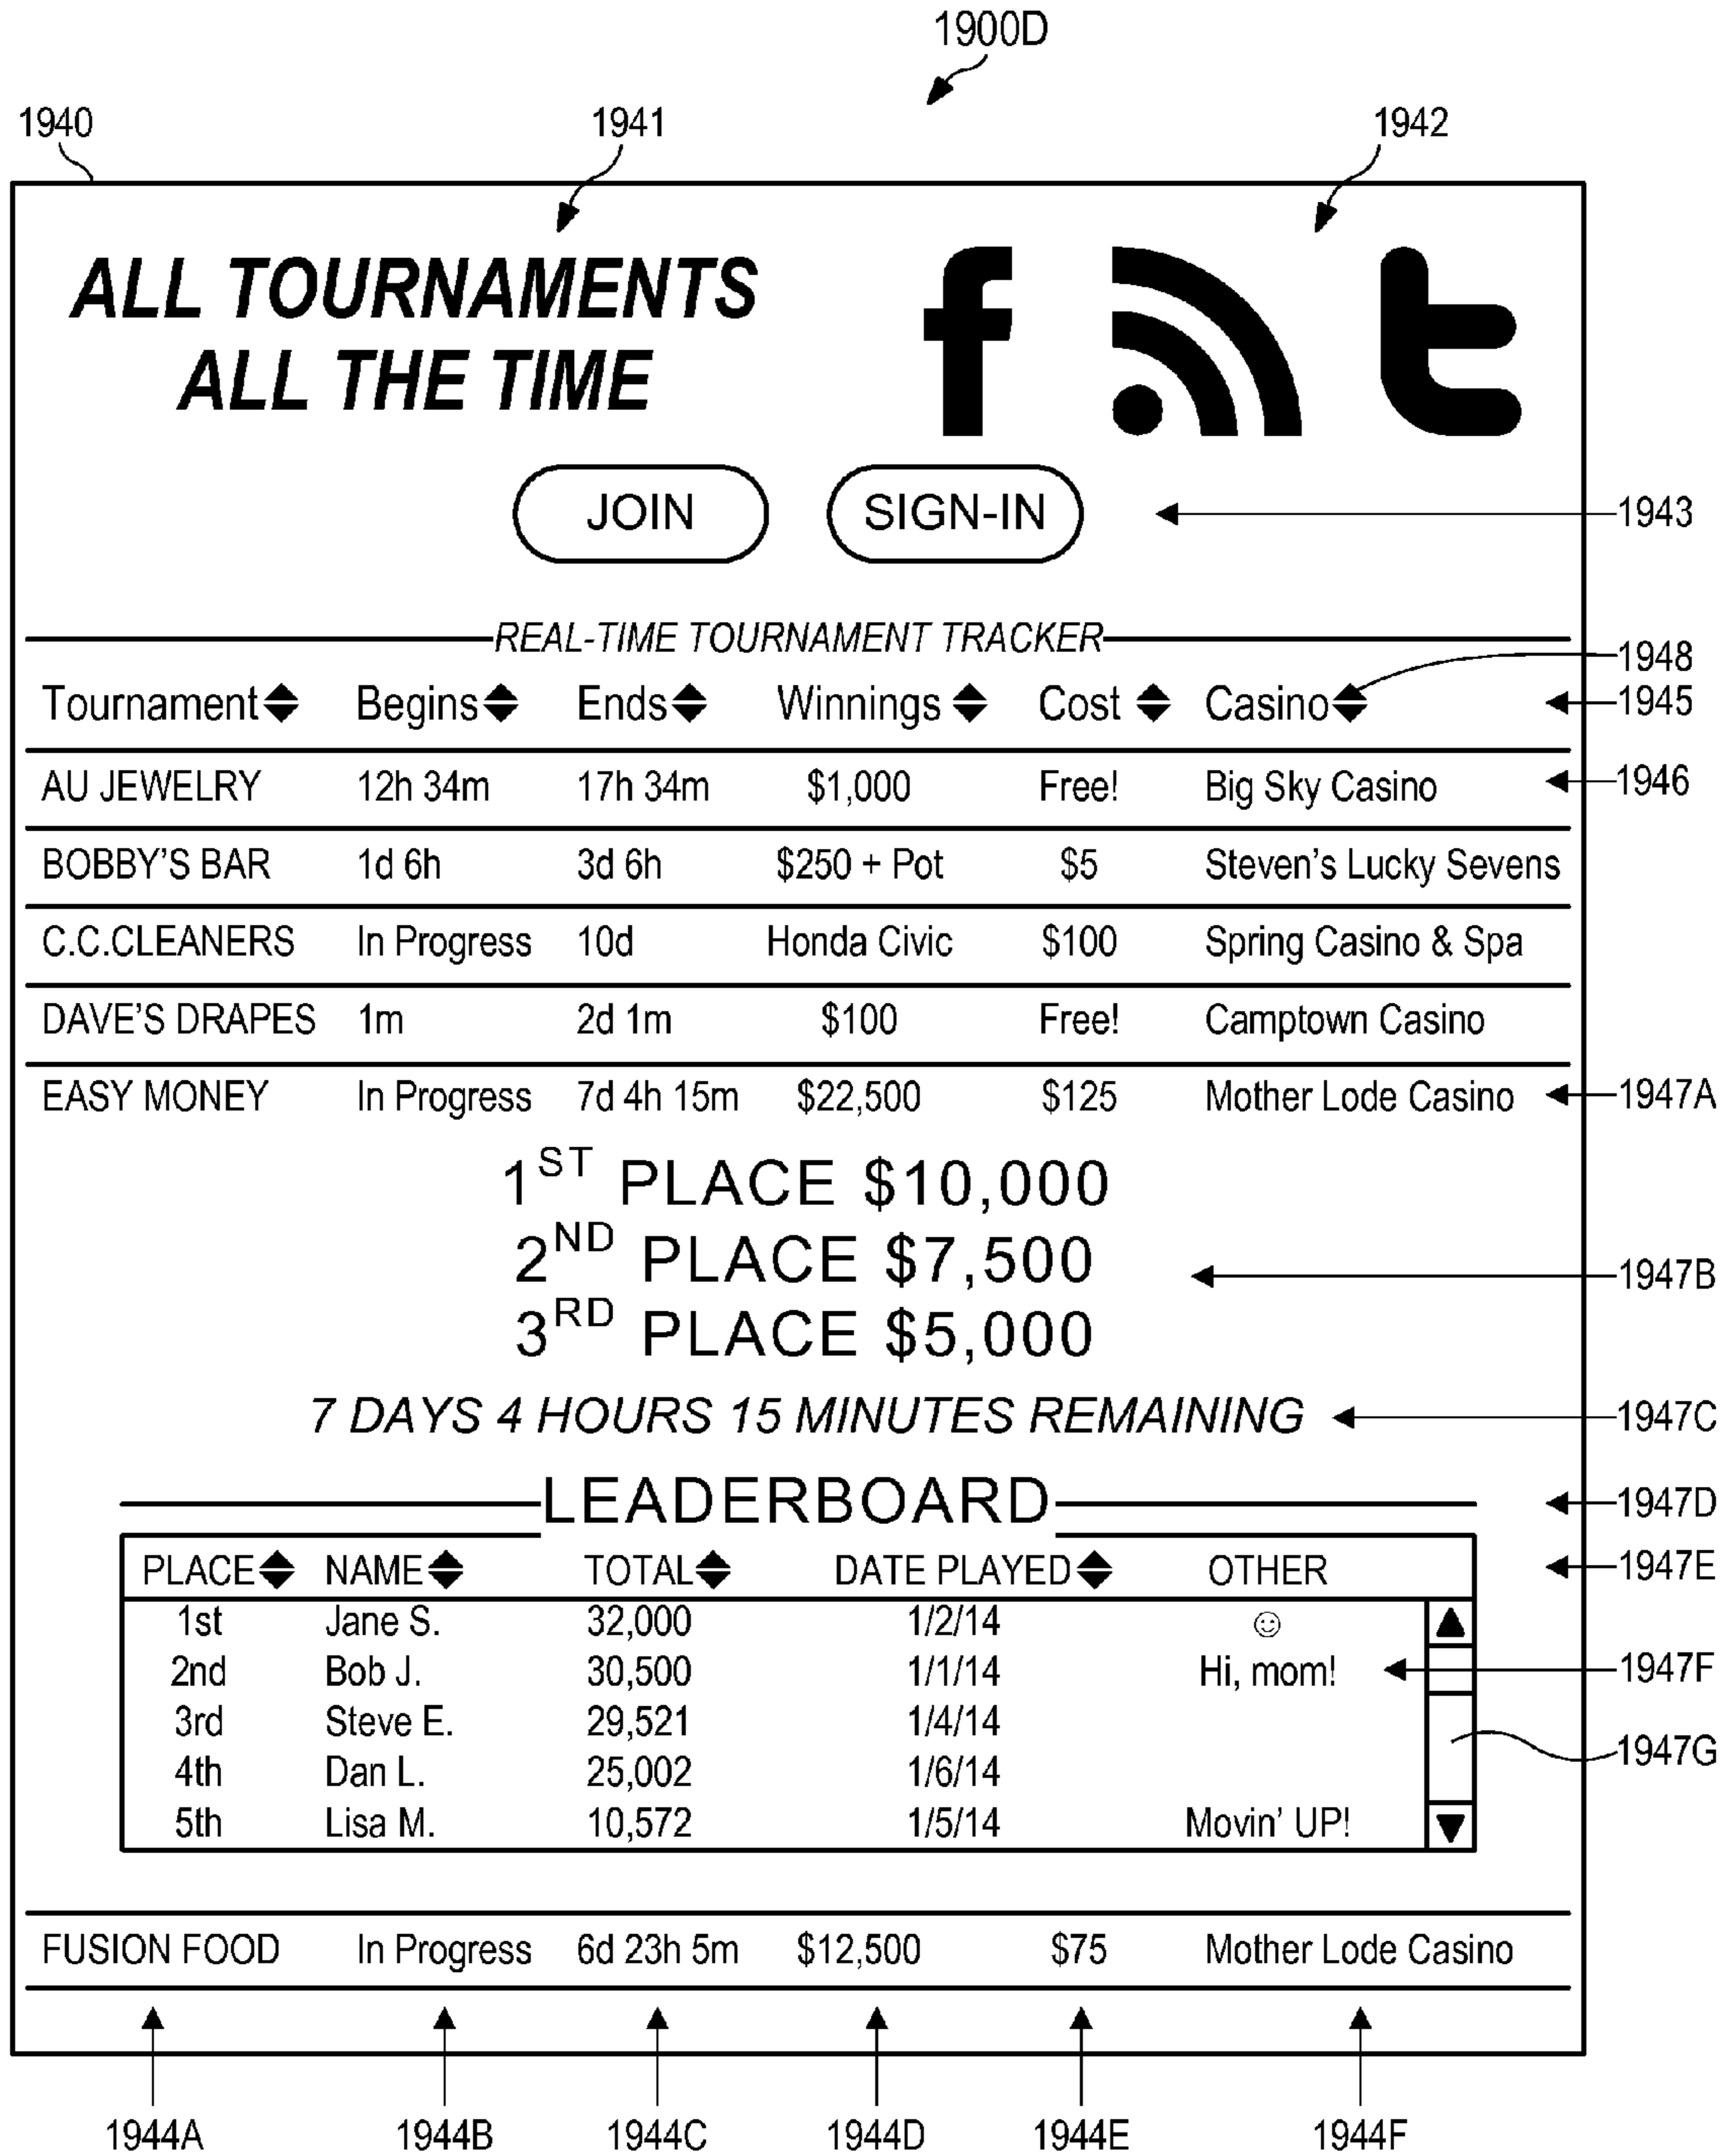 1900D
1940 1941 1942
ALL TOURNAMENTS
ALL THE TIME
JOIN SIGN-IN 1943
REAL-TIME TOURNAMENT TRACKER
1948
Tournament Begins Ends Winnings Cost Casino 1945
AU JEWELRY 12h 34m 17h 34m $1,000 Free! Big Sky Casino 1946
BOBBY'S BAR 1d 6h 3d 6h $250 + Pot $5 Steven's Lucky Sevens
C.C.CLEANERS In Progress 10d Honda Civic $100 Spring Casino & Spa
DAVE'S DRAPES 1m 2d 1m $100 Free! Camptown Casino
EASY MONEY In Progress 7d 4h 15m $22,500 $125 Mother Lode Casino 1947A
1ST PLACE $10,000
2ND PLACE $7,500 1947B
3RD PLACE $5,000
7 DAYS 4 HOURS 15 MINUTES REMAINING 1947C
LEADERBOARD 1947D
PLACE NAME TOTAL DATE PLAYED OTHER 1947E
1st Jane S. 32,000 1/2/14 ☺
2nd Bob J. 30,500 1/1/14 Hi, mom! 1947F
3rd Steve E. 29,521 1/4/14
1947G
4th Dan L. 25,002 1/6/14
5th Lisa M. 10,572 1/5/14 Movin' UP!
FUSION FOOD In Progress 6d 23h 5m $12,500 $75 Mother Lode Casino
1944A 1944B 1944C 1944D 1944E 1944F